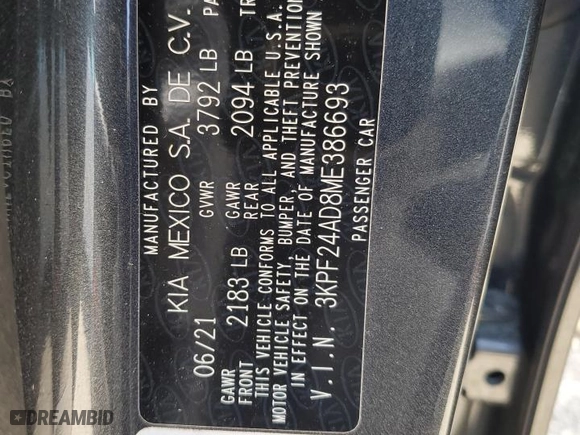 MANUFACTURED BY
KIA MEXICO S.A. DE C.V.
06/21 GVWR 3792 LB PA
GAWR GAWR
FRONT 2183 LB REAR 2094 LB TR
THIS VEHICLE CONFORMS TO ALL APPLICABLE U.S.A.
MOTOR VEHICLE SAFETY, BUMPER, AND THEFT PREVENTION
IN EFFECT ON THE DATE OF MANUFACTURE SHOWN
V.I.N. 3KPF24AD8ME386693
PASSENGER CAR
DREAMBID